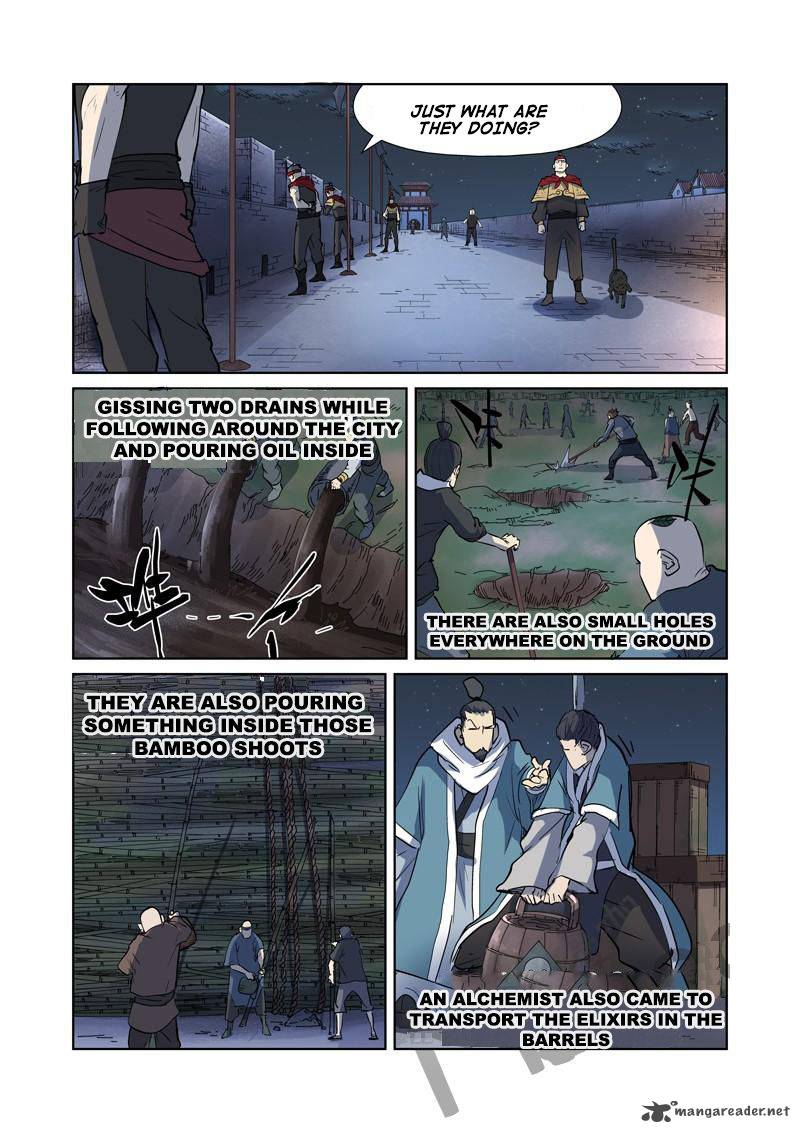 JUST WHAT ARE
THEY DOING?
GISSING TWO DRAINS WHILE
FOLLOWING AROUND THE CITY
AND POURING OIL INSIDE
THERE ARE ALSO SMALL HOLES
EVERYWHERE ON THE GROUND
THEY ARE ALSO POURING
SOMETHING INSIDE THOSE
BAMBOO SHOOTS
AN ALCHEMIST ALSO CAME TO
TRANSPORT THE ELIXIRS IN THE
BARRELS
mangareader.net